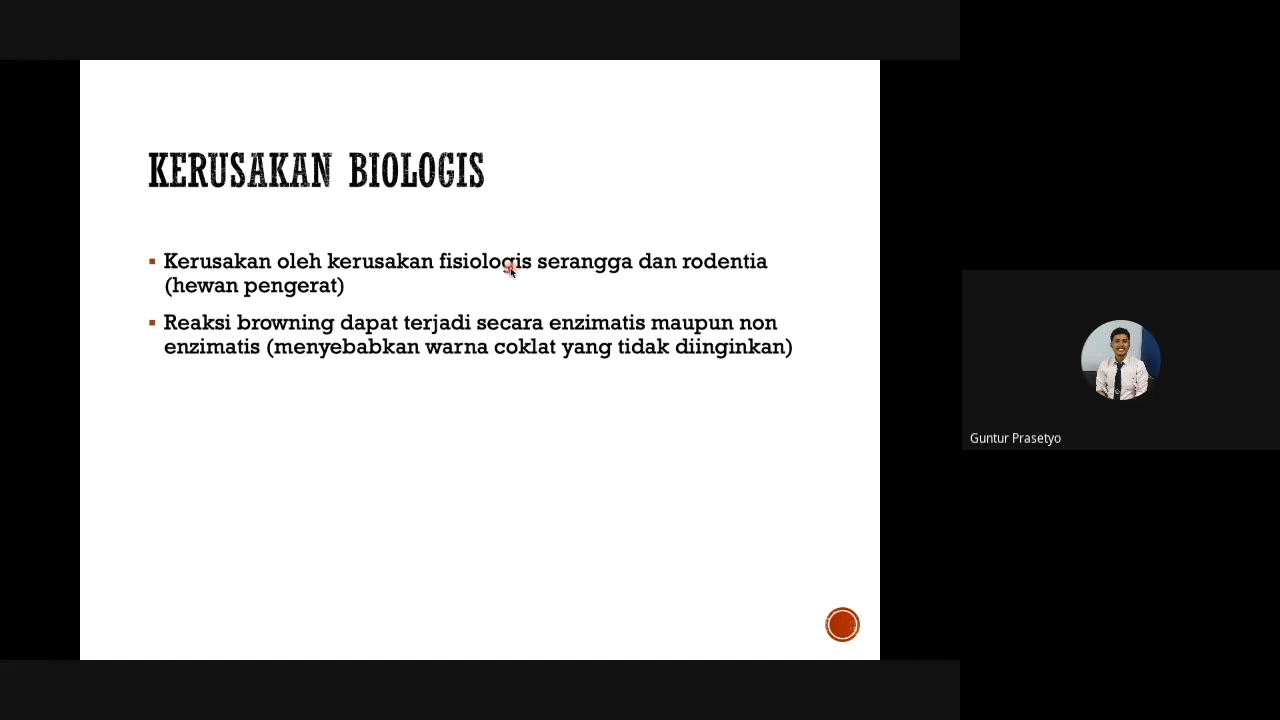 KERUSAKAN BIOLOGIS
Kerusakan oleh kerusakan fisiologis serangga dan rodentia
(hewan pengerat)
Reaksi browning dapat terjadi secara enzimatis maupun non
enzimatis (menyebabkan warna coklat yang tidak diinginkan)
Guntur Prasetyo